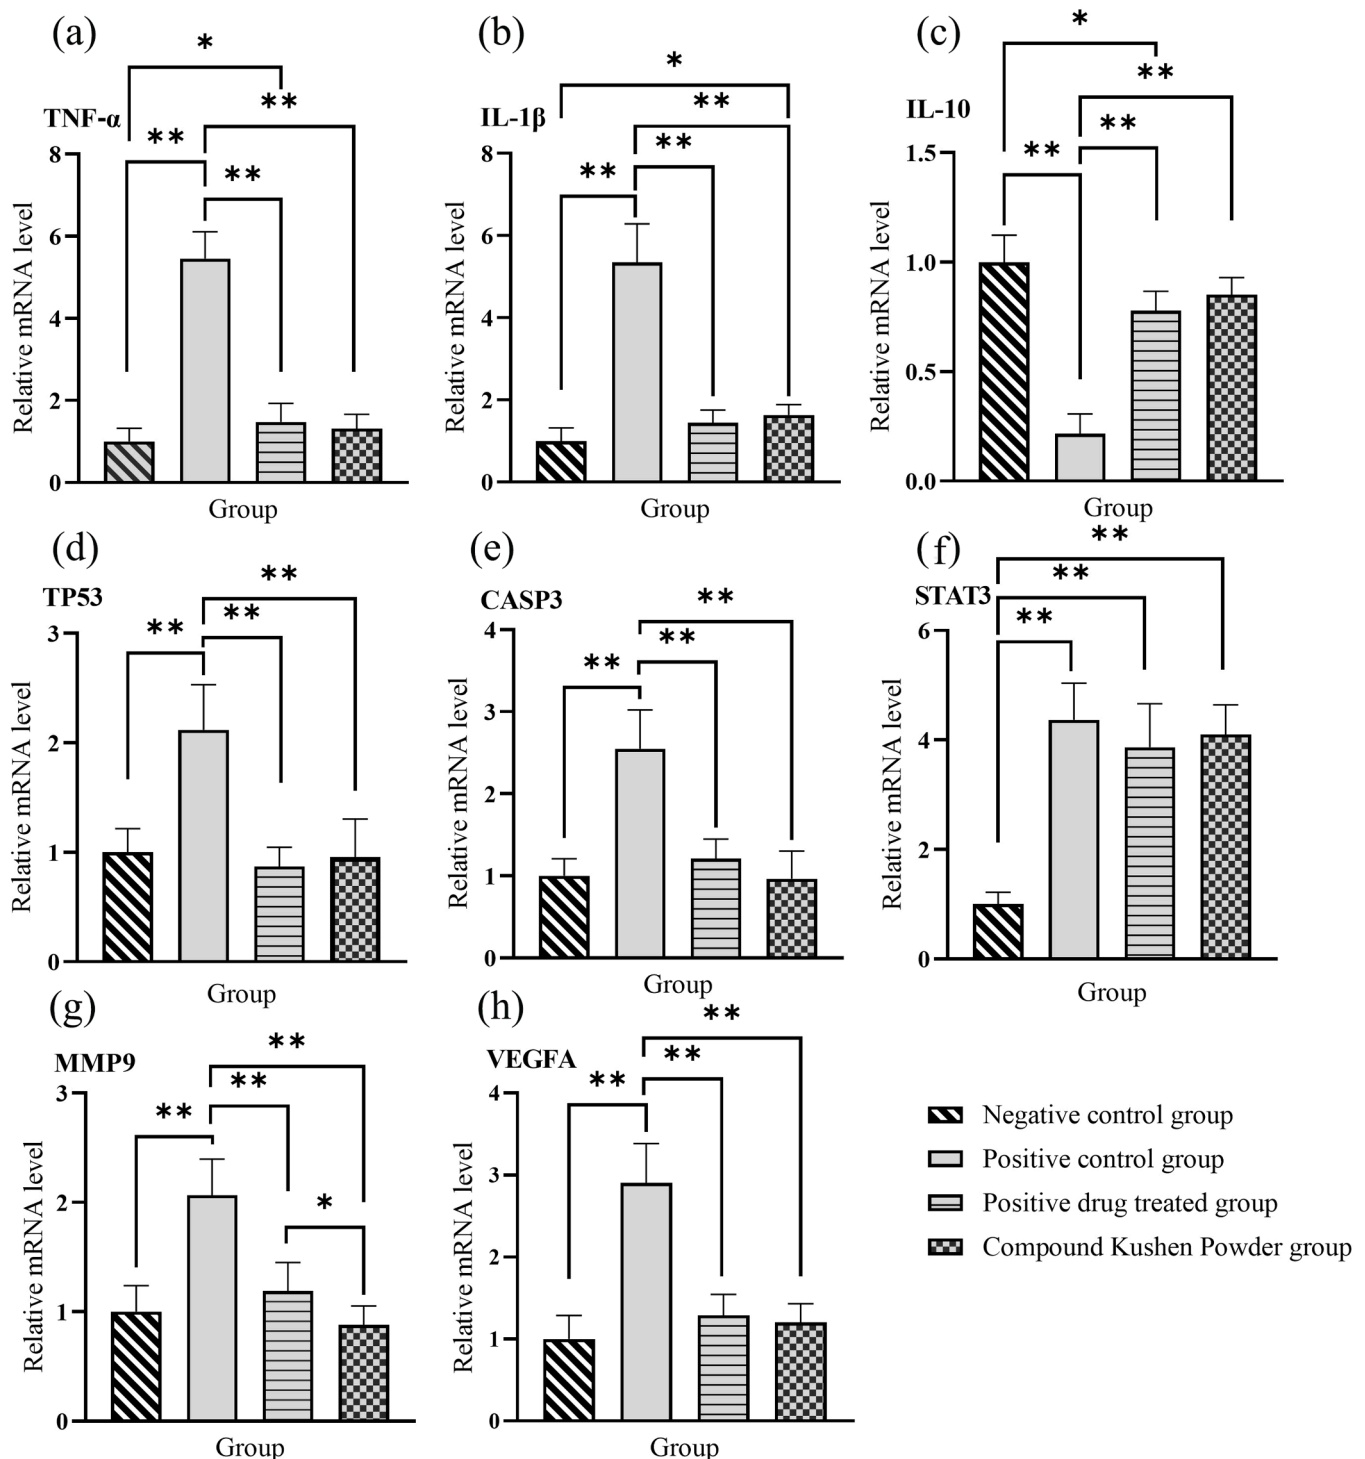 (a)
TNF-α
*
**
**
**
Relative mRNA level
8
6
4
2
0
Group
(b)
IL-1β
*
**
**
**
Relative mRNA level
8
6
4
2
0
Group
(c)
IL-10
*
**
**
**
Relative mRNA level
1.5
1.0
0.5
0.0
Group
(d)
TP53
**
**
**
Relative mRNA level
3
2
1
0
Group
(e)
CASP3
**
**
**
Relative mRNA level
4
3
2
1
0
Group
(f)
STAT3
**
**
**
Relative mRNA level
6
4
2
0
Group
(g)
MMP9
**
**
**
*
Relative mRNA level
3
2
1
0
Group
(h)
VEGFA
**
**
**
Relative mRNA level
4
3
2
1
0
Group
Negative control group
Positive control group
Positive drug treated group
Compound Kushen Powder group